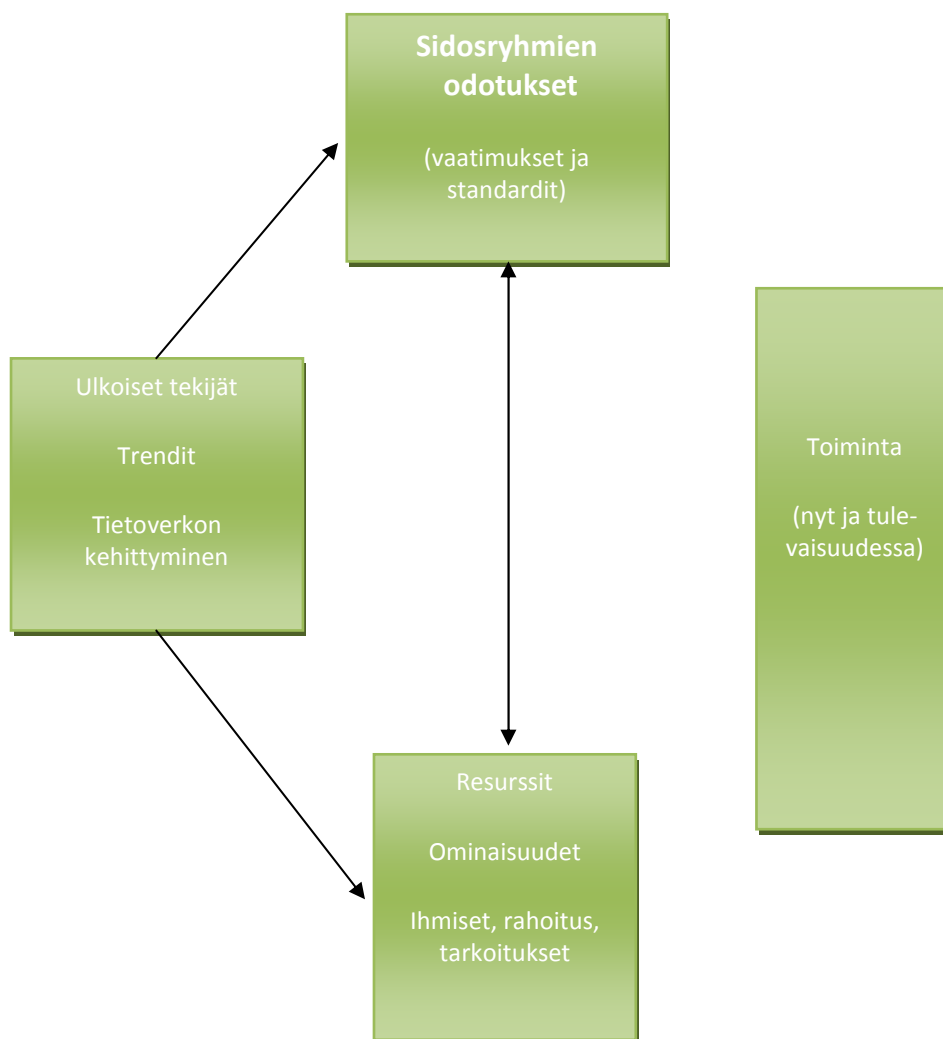 Sidosryhmien
odotukset
(vaatimukset ja
standardit)
Ulkoiset tekijät
Trendit
Tietoverkon
kehittyminen
Toiminta
(nyt ja tule-
vaisuudessa)
Resurssit
Ominaisuudet
Ihmiset, rahoitus,
tarkoitukset